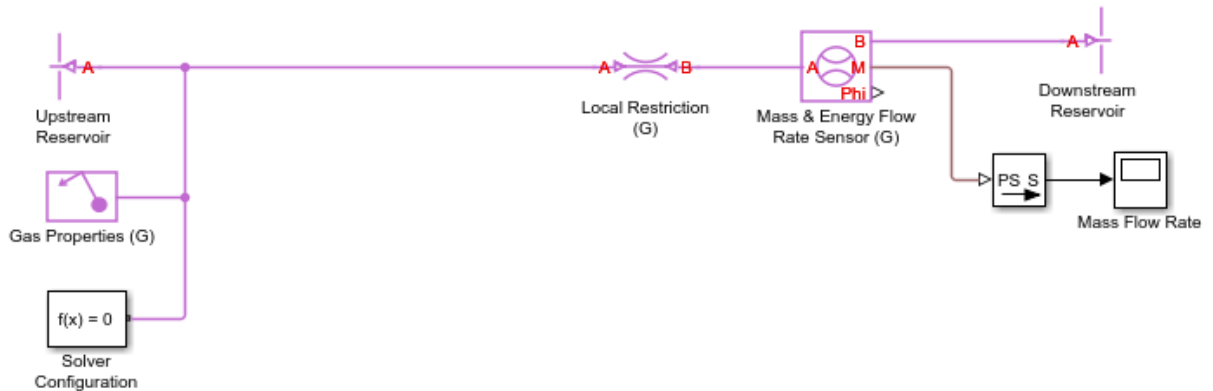 A
Upstream
Reservoir
Gas Properties (G)
f(x) = 0
Solver
Configuration
A B
Local Restriction
(G)
B
A M
Phi
Mass & Energy Flow
Rate Sensor (G)
A
Downstream
Reservoir
PS S
Mass Flow Rate